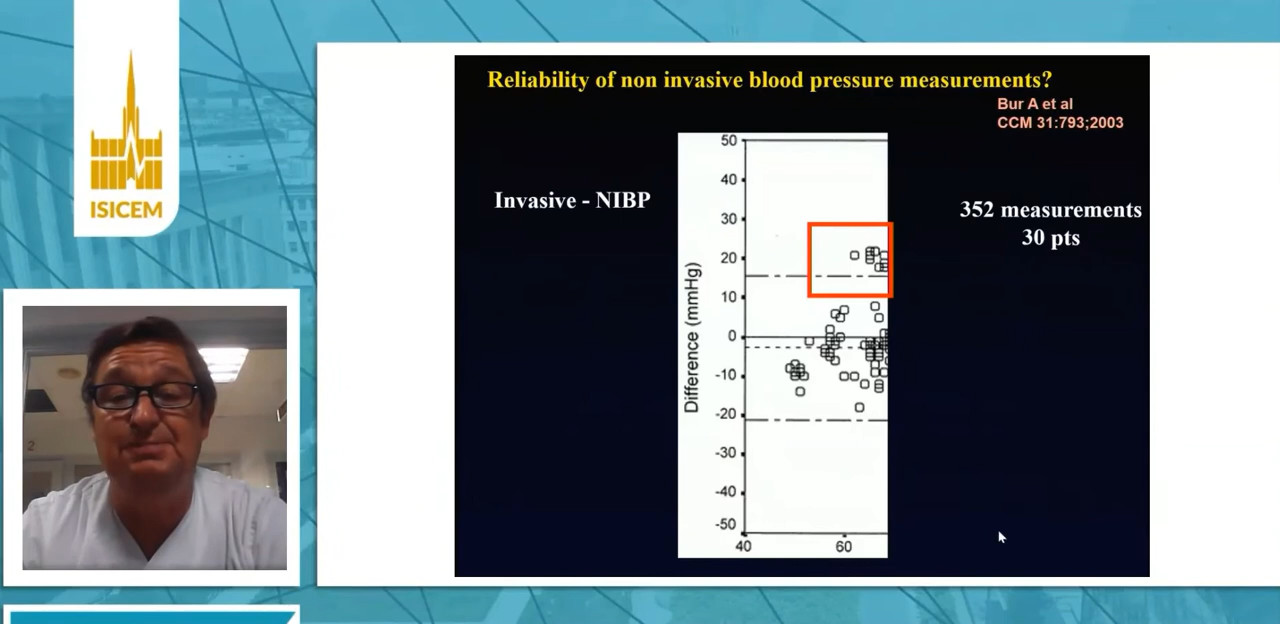 ISICEM
Reliability of non invasive blood pressure measurements?
Bur A et al
CCM 31:793;2003
Invasive - NIBP
352 measurements
30 pts
Difference (mmHg)
50
40
30
20
10
0
-10
-20
-30
-40
-50
40
60
2